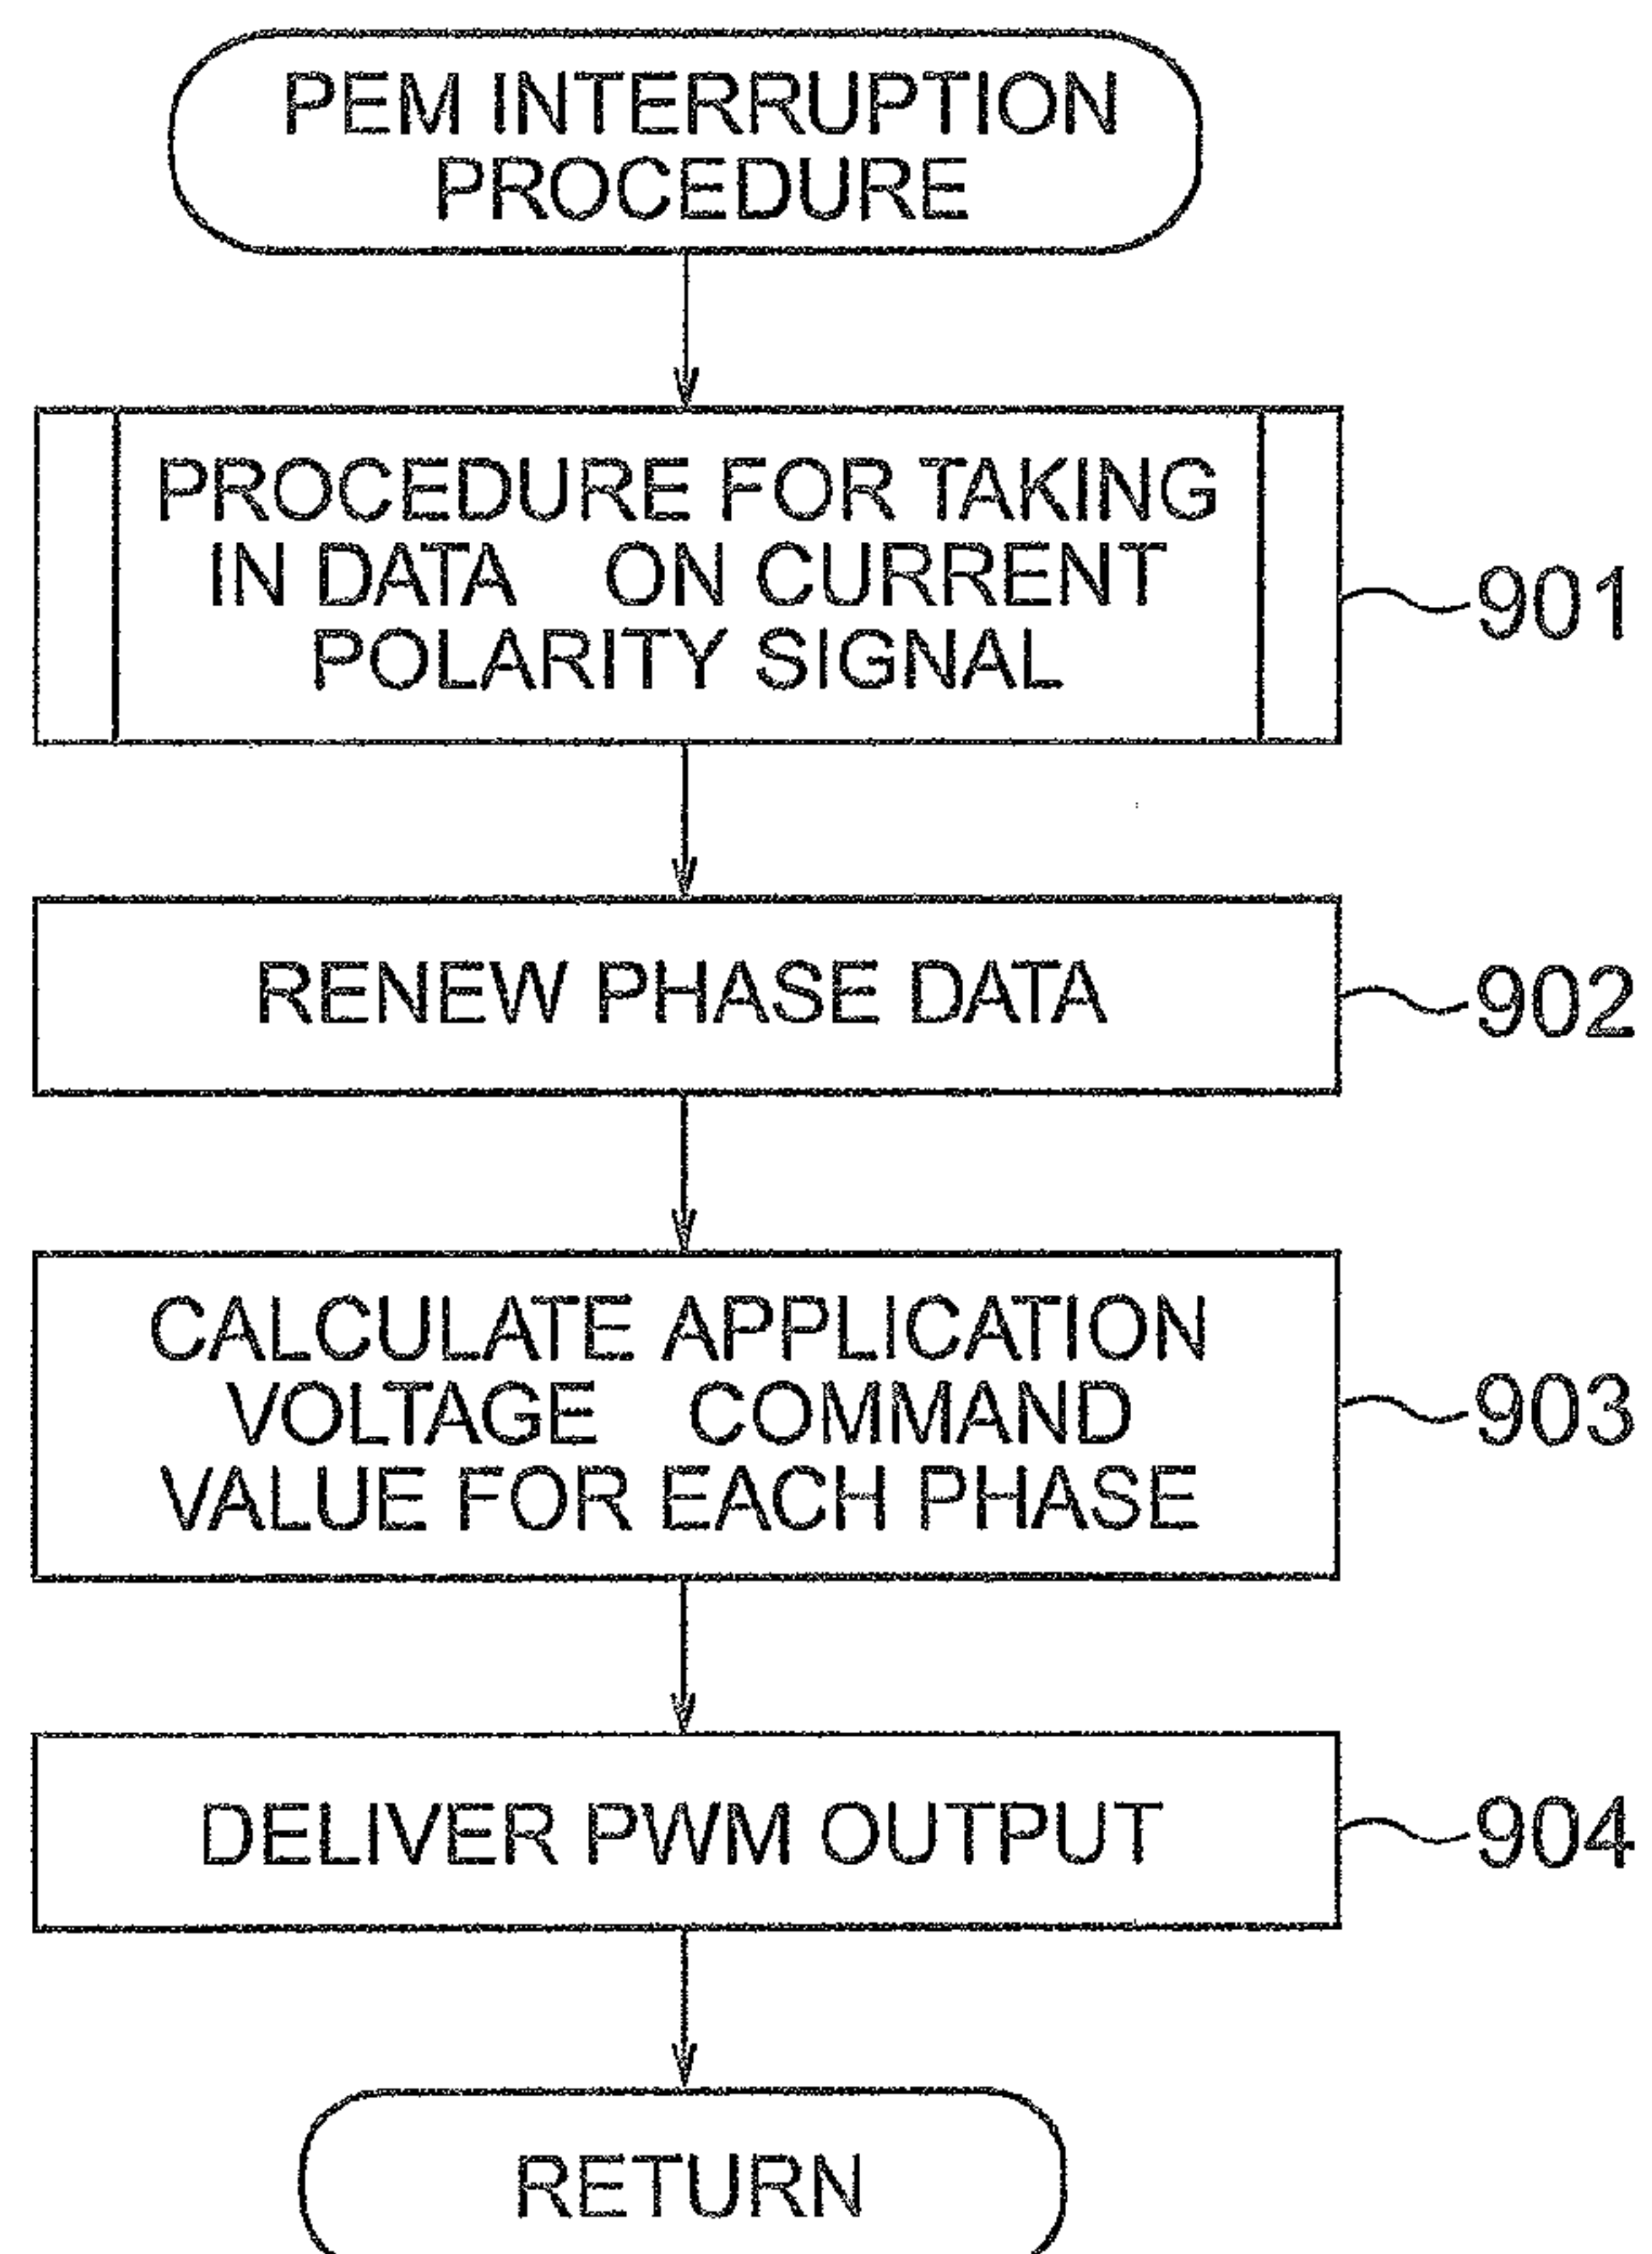 PEM INTERRUPTION
PROCEDURE
PROCEDURE FOR TAKING
IN DATA ON CURRENT
POLARITY SIGNAL
901
RENEW PHASE DATA
902
CALCULATE APPLICATION
VOLTAGE COMMAND
VALUE FOR EACH PHASE
903
DELIVER PWM OUTPUT
904
RETURN